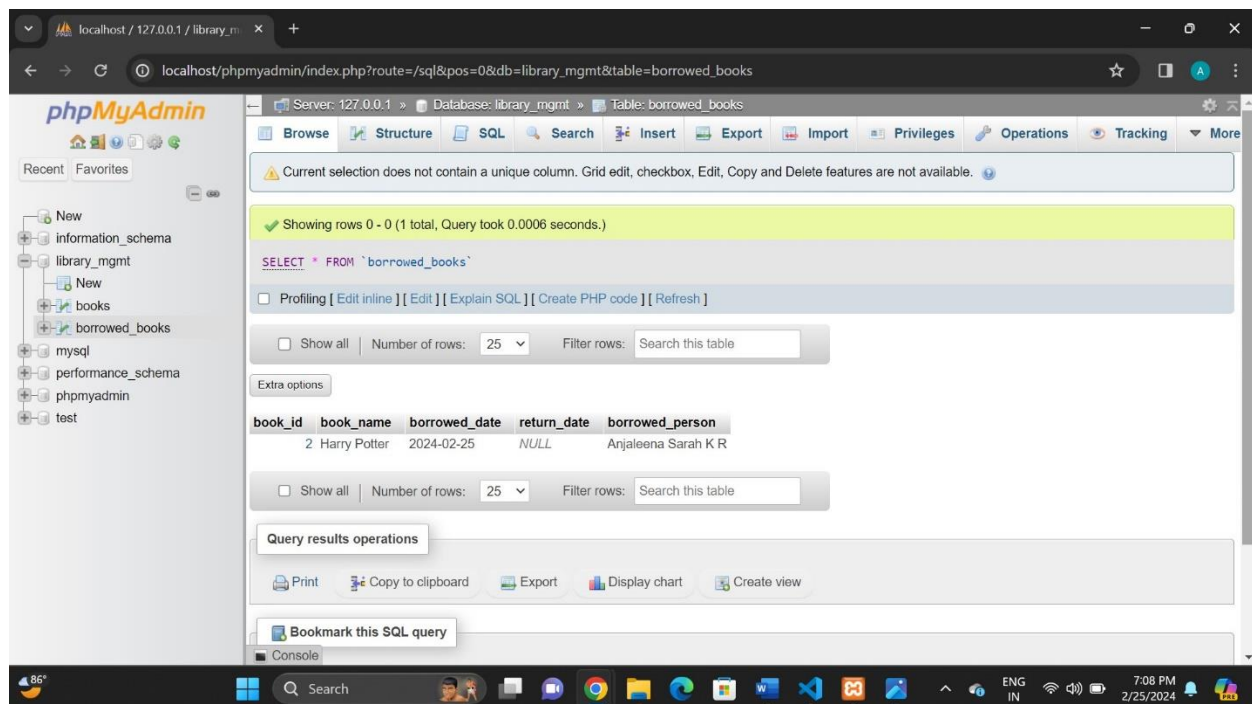 localhost / 127.0.0.1 / library_m
localhost/phpmyadmin/index.php?route=/sql&pos=0&db=library_mgmt&table=borrowed_books
A
phpMyAdmin
Recent Favorites
New
information_schema
library_mgmt
New
books
borrowed_books
mysql
performance_schema
phpmyadmin
test
Server: 127.0.0.1 » Database: library_mgmt » Table: borrowed_books
Browse Structure SQL Search Insert Export Import Privileges Operations Tracking More
Current selection does not contain a unique column. Grid edit, checkbox, Edit, Copy and Delete features are not available.
Showing rows 0 - 0 (1 total, Query took 0.0006 seconds.)
SELECT * FROM `borrowed_books`
Profiling [ Edit inline ] [ Edit ] [ Explain SQL ] [ Create PHP code ] [ Refresh ]
Show all | Number of rows: 25 Filter rows: Search this table
Extra options
book_id book_name borrowed_date return_date borrowed_person
2 Harry Potter 2024-02-25 NULL Anjaleena Sarah K R
Show all | Number of rows: 25 Filter rows: Search this table
Query results operations
Print Copy to clipboard Export Display chart Create view
Bookmark this SQL query
Console
86°
Search
ENG
IN
7:08 PM
2/25/2024
PRE